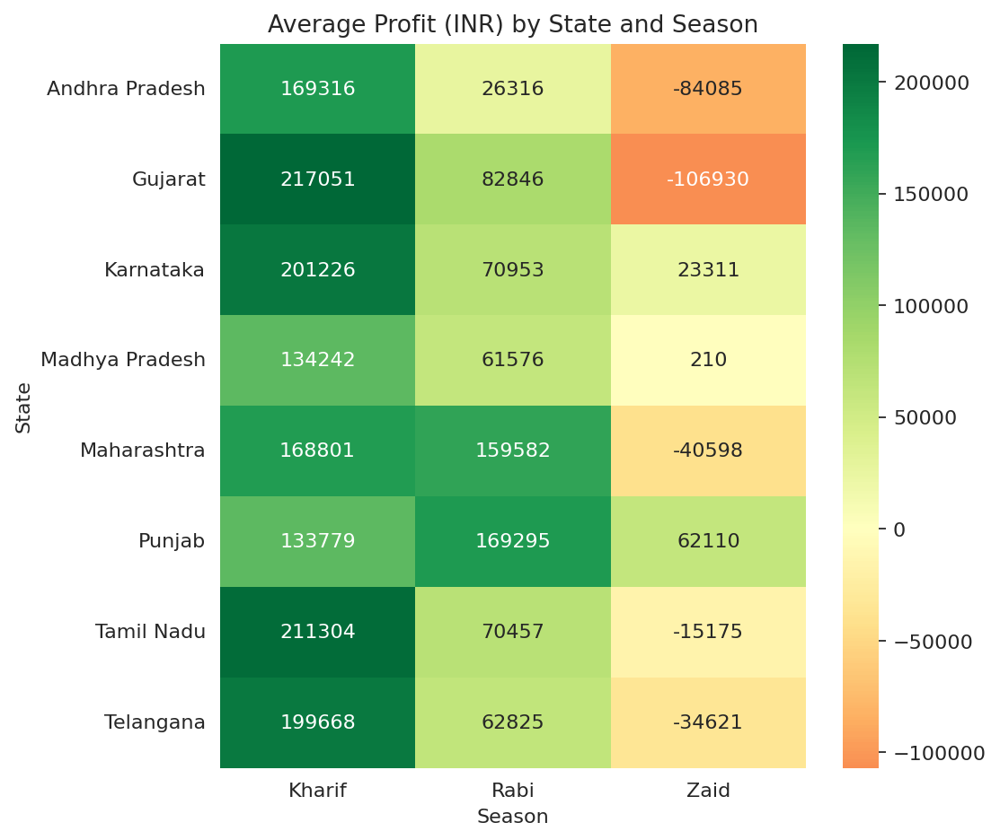 Average Profit (INR) by State and Season
Andhra Pradesh 169316 26316 -84085
Gujarat 217051 82846 -106930
Karnataka 201226 70953 23311
Madhya Pradesh 134242 61576 210
Maharashtra 168801 159582 -40598
Punjab 133779 169295 62110
Tamil Nadu 211304 70457 -15175
Telangana 199668 62825 -34621
Kharif Rabi Zaid
Season
State
200000
150000
100000
50000
0
−50000
−100000